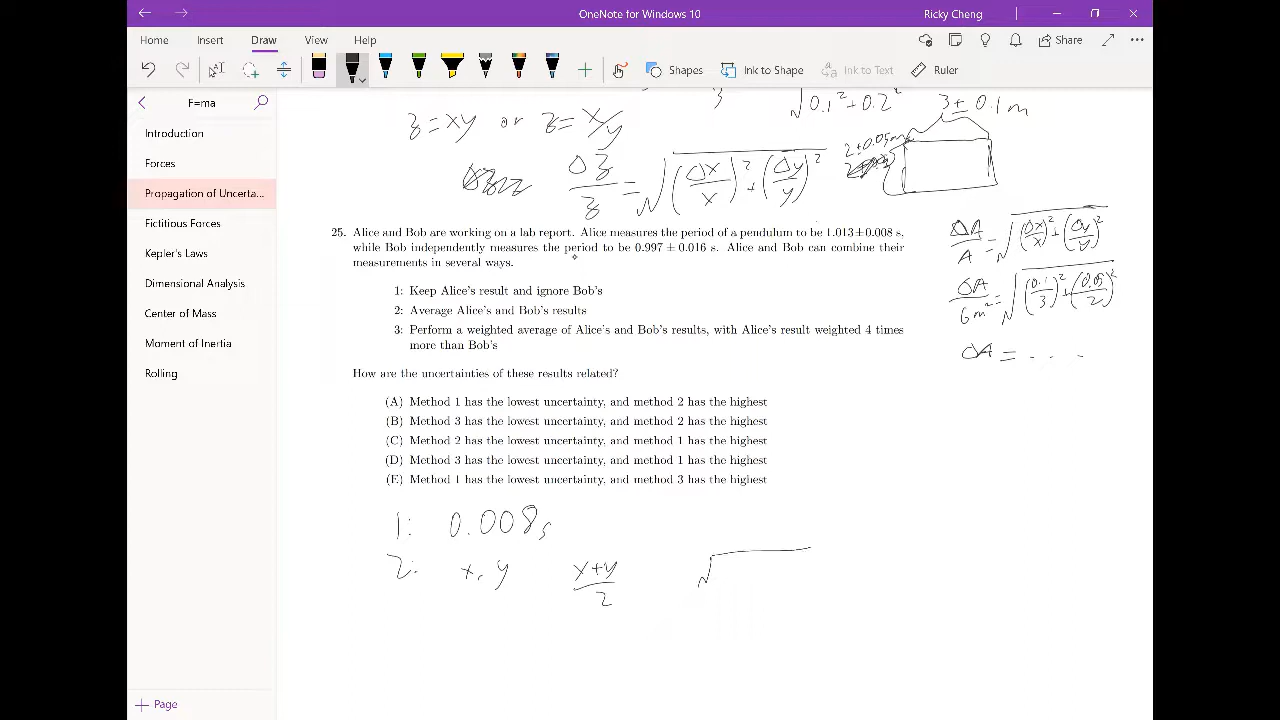 OneNote for Windows 10
Ricky Cheng
Home Insert Draw View Help
Share
Shapes Ink to Shape Ink to Text Ruler
F=ma
Introduction
Forces
Propagation of Uncerta...
Fictitious Forces
Kepler's Laws
Dimensional Analysis
Center of Mass
Moment of Inertia
Rolling
Page
3
√0.1²+0.2²
3 ± 0.1 m
z = xy or z = x/y
2±0.05m
Δz/z = √(Δx/x)² + (Δy/y)²
25. Alice and Bob are working on a lab report. Alice measures the period of a pendulum to be 1.013 ± 0.008 s,
while Bob independently measures the period to be 0.997 ± 0.016 s. Alice and Bob can combine their
measurements in several ways.
1: Keep Alice's result and ignore Bob's
2: Average Alice's and Bob's results
3: Perform a weighted average of Alice's and Bob's results, with Alice's result weighted 4 times
more than Bob's
How are the uncertainties of these results related?
(A) Method 1 has the lowest uncertainty, and method 2 has the highest
(B) Method 3 has the lowest uncertainty, and method 2 has the highest
(C) Method 2 has the lowest uncertainty, and method 1 has the highest
(D) Method 3 has the lowest uncertainty, and method 1 has the highest
(E) Method 1 has the lowest uncertainty, and method 3 has the highest
ΔA/A = √(Δx/x)² + (Δy/y)²
ΔA/6m² = √(0.1/3)² + (0.05/2)²
ΔA = . . .
1: 0.008s
2: x, y x+y/2 √